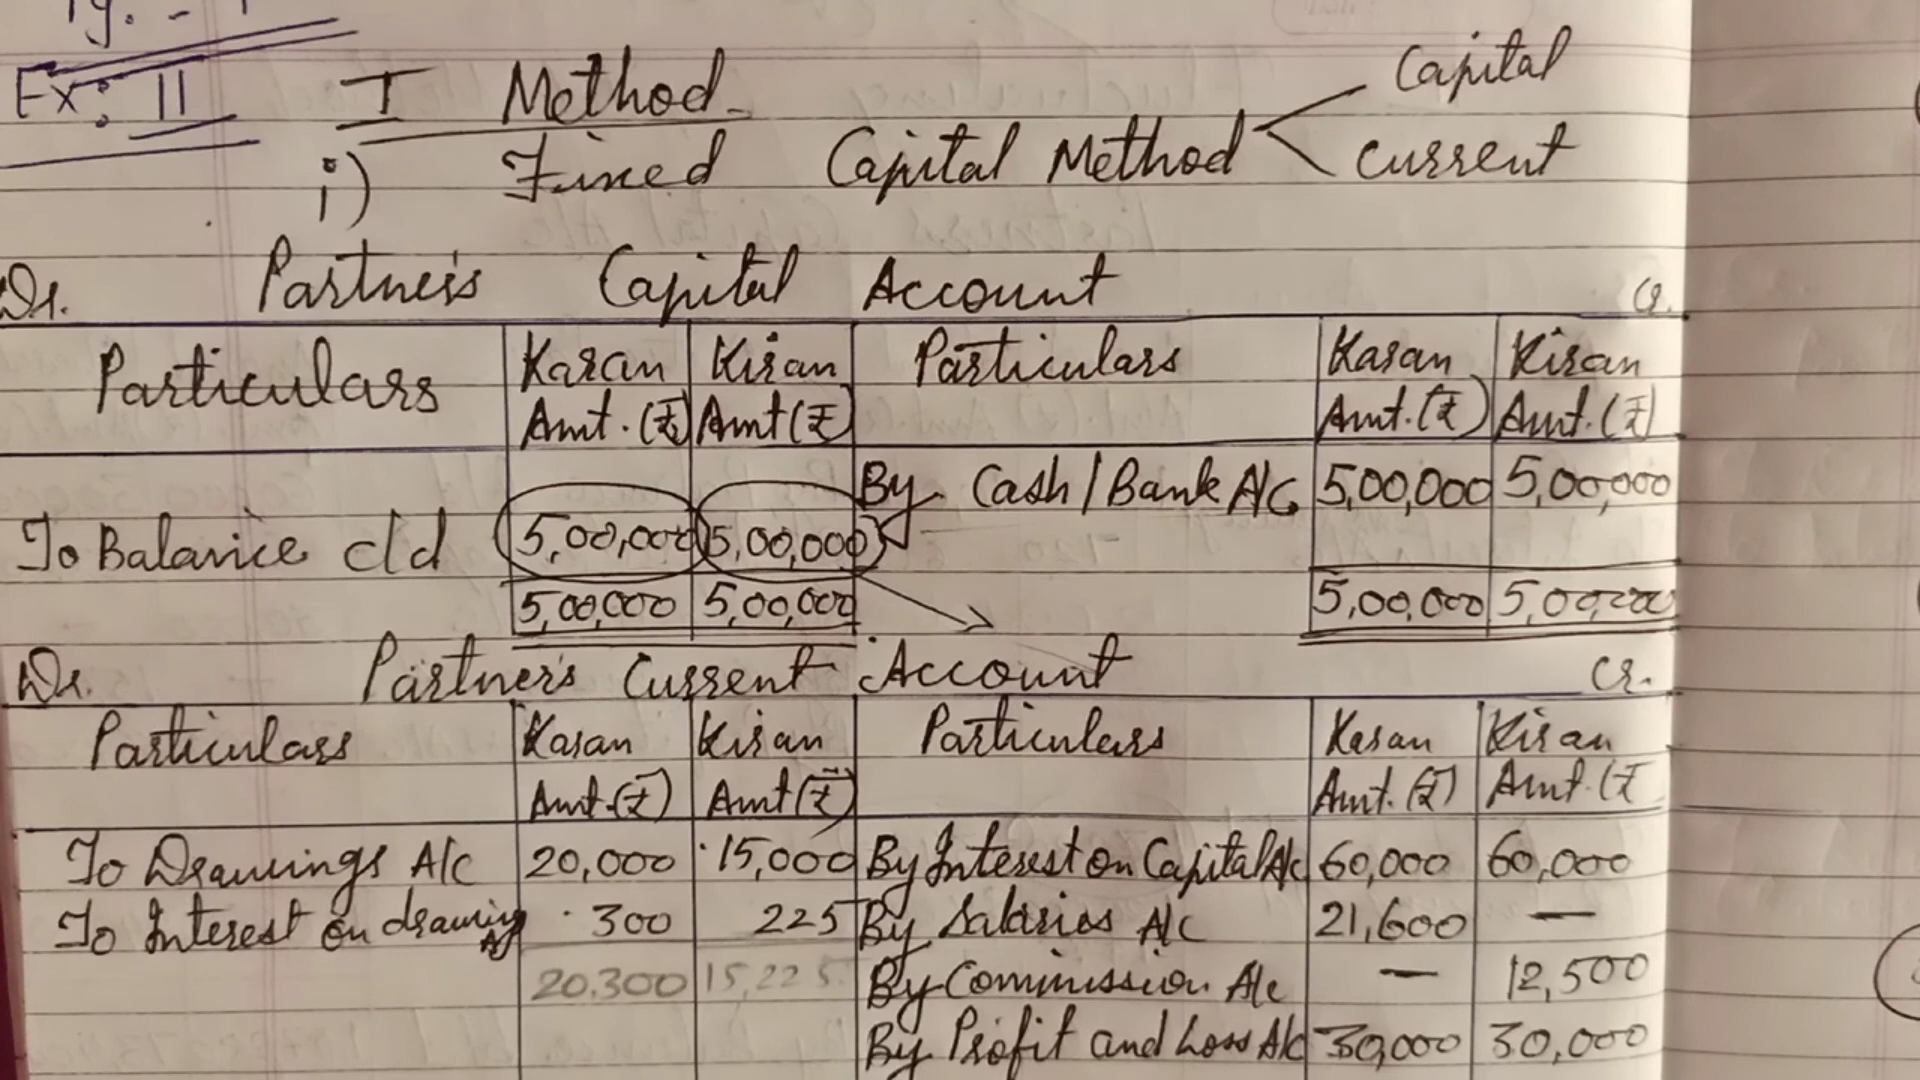 Ex: II I Method
i) Fixed Capital Method Capital
current
Dr. Partner's Capital Account Cr.
Particulars Karan Amt.(₹) Kiran Amt(₹) Particulars Karan Amt.(₹) Kiran Amt.(₹)
By Cash/Bank A/C 5,00,000 5,00,000
To Balance c/d 5,00,000 5,00,000
5,00,000 5,00,000 5,00,000 5,00,000
Dr. Partner's Current Account Cr.
Particulars Karan Amt.(₹) Kiran Amt(₹) Particulars Karan Amt.(₹) Kiran Amt.(₹
To Drawings A/c 20,000 15,000 By Interest on Capital A/c 60,000 60,000
To Interest on drawing A/c 300 225 By Salaries A/c 21,600 —
20.300 15,225 By Commission A/c — 12,500
By Profit and Loss A/c 30,000 30,000